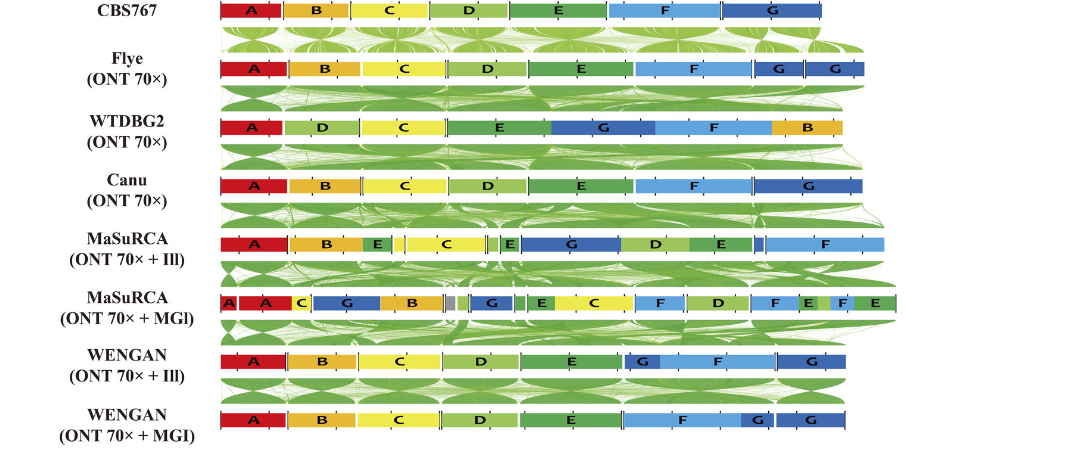 CBS767
A B C D E F G
Flye
(ONT 70×)
A B C D E F G G
WTDBG2
(ONT 70×)
A D C E G F B
Canu
(ONT 70×)
A B C D E F G
MaSuRCA
(ONT 70× + Ill)
A B E C E G D E F
MaSuRCA
(ONT 70× + MGI)
A A C G B G E C F D F E F E
WENGAN
(ONT 70× + Ill)
A B C D E G F G
WENGAN
(ONT 70× + MGI)
A B C D E F G G